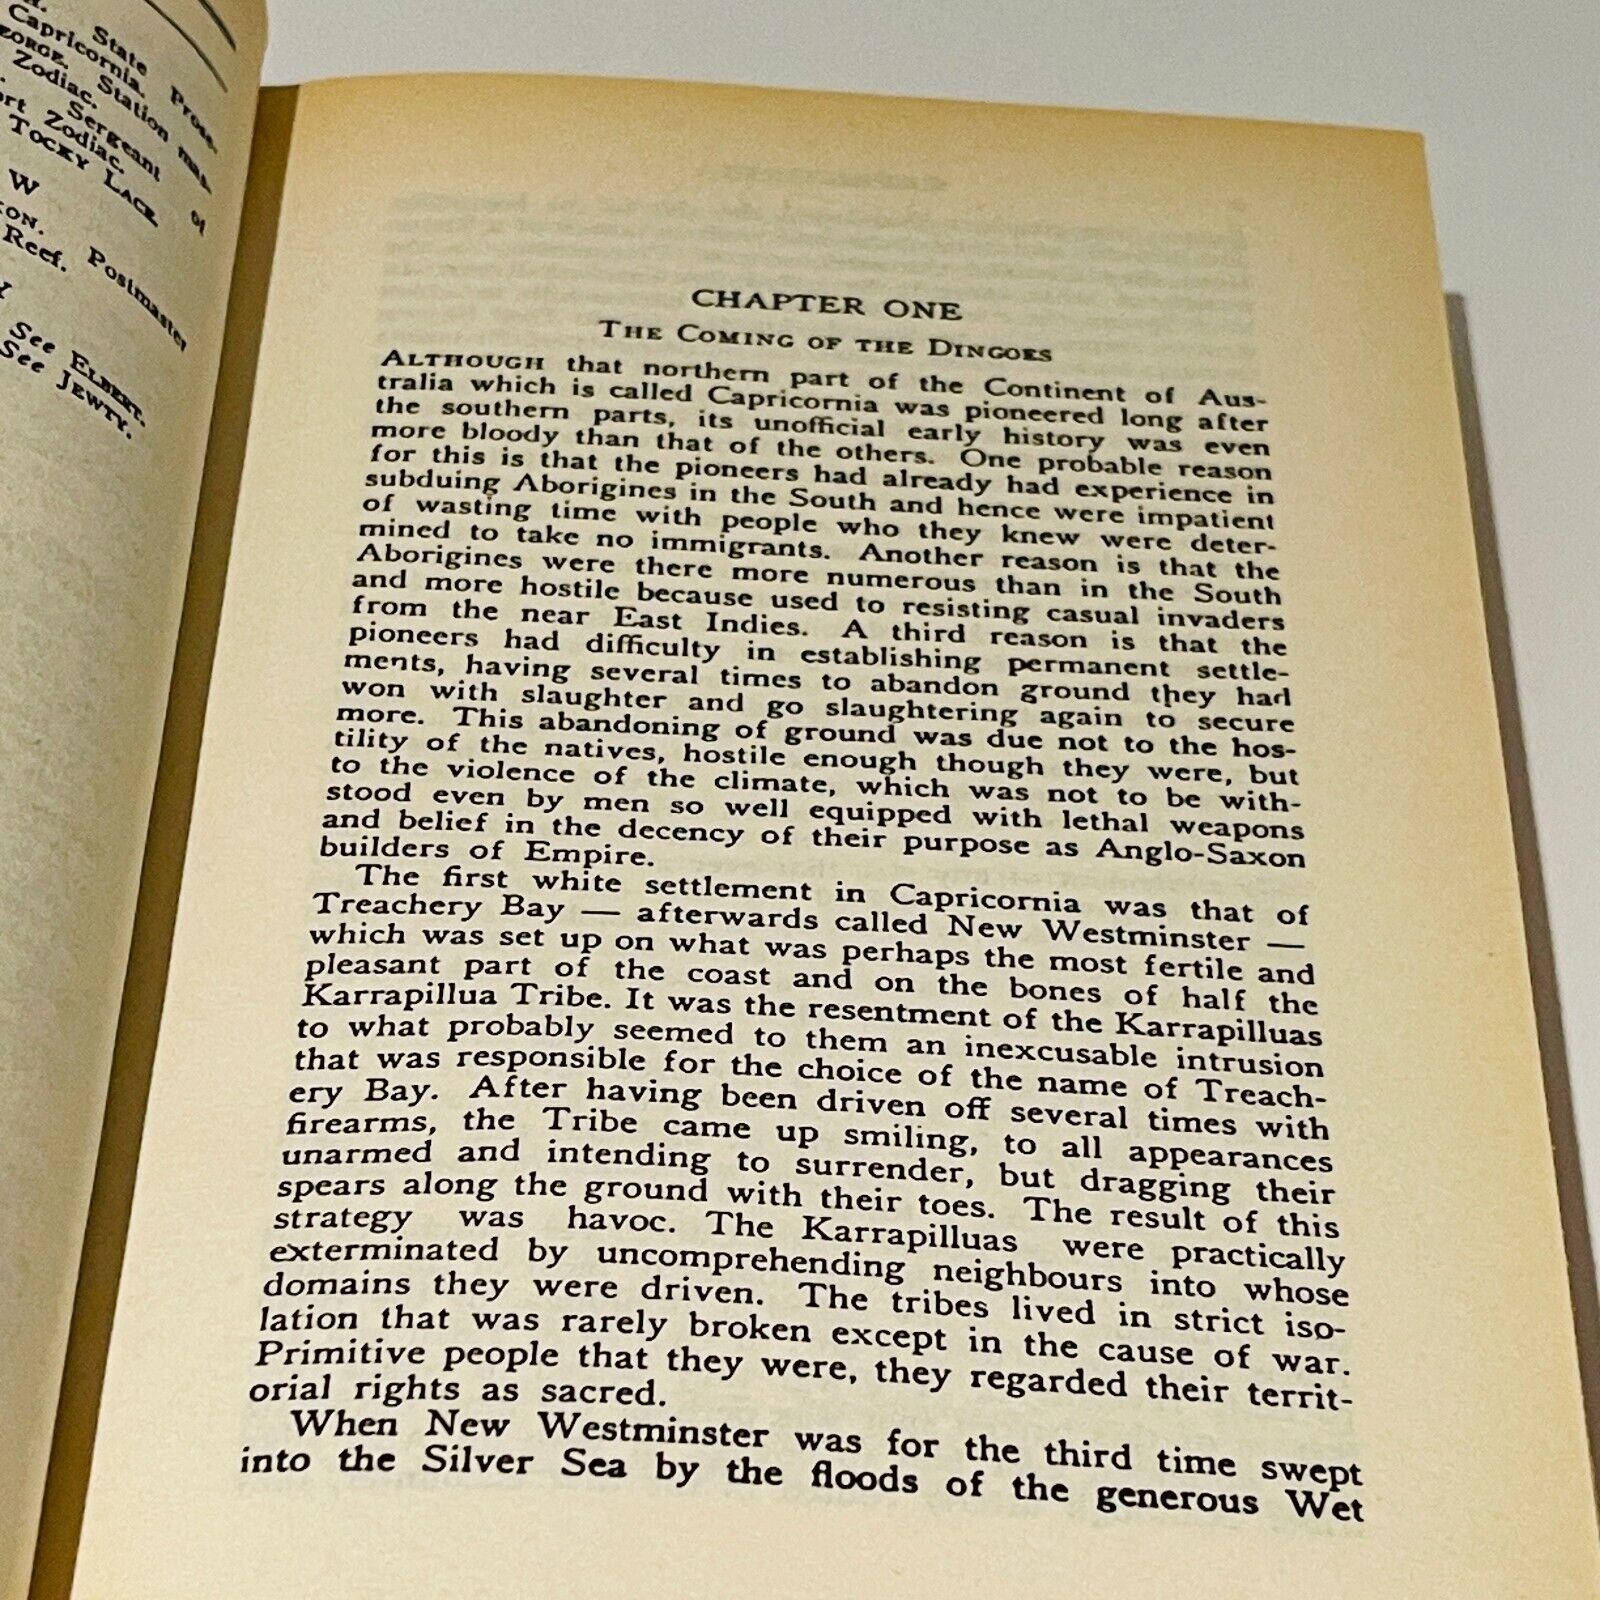 State
Capricornia. Prose-
EORGE. Station man,
Zodiac.
Sergeant of
ort Zodiac.
TOCKY LACE
W
KON. Postmaster
Reef.
See ELBERT.
See JEWTY.
CHAPTER ONE
THE COMING OF THE DINGOES
ALTHOUGH that northern part of the Continent of Aus-
tralia which is called Capricornia was pioneered long after
the southern parts, its unofficial early history was even
more bloody than that of the others. One probable reason
for this is that the pioneers had already had experience in
subduing Aborigines in the South and hence were impatient
of wasting time with people who they knew were deter-
mined to take no immigrants. Another reason is that the
Aborigines were there more numerous than in the South
and more hostile because used to resisting casual invaders
from the near East Indies. A third reason is that the
pioneers had difficulty in establishing permanent settle-
ments, having several times to abandon ground they had
won with slaughter and go slaughtering again to secure
more. This abandoning of ground was due not to the hos-
tility of the natives, hostile enough though they were, but
to the violence of the climate, which was not to be with-
stood even by men so well equipped with lethal weapons
and belief in the decency of their purpose as Anglo-Saxon
builders of Empire.
The first white settlement in Capricornia was that of
Treachery Bay — afterwards called New Westminster —
which was set up on what was perhaps the most fertile and
pleasant part of the coast and on the bones of half the
Karrapillua Tribe. It was the resentment of the Karrapilluas
to what probably seemed to them an inexcusable intrusion
that was responsible for the choice of the name of Treach-
ery Bay. After having been driven off several times with
firearms, the Tribe came up smiling, to all appearances
unarmed and intending to surrender, but dragging their
spears along the ground with their toes. The result of this
strategy was havoc. The Karrapilluas were practically
exterminated by uncomprehending neighbours into whose
domains they were driven. The tribes lived in strict iso-
lation that was rarely broken except in the cause of war.
Primitive people that they were, they regarded their territ-
orial rights as sacred.
When New Westminster was for the third time swept
into the Silver Sea by the floods of the generous Wet